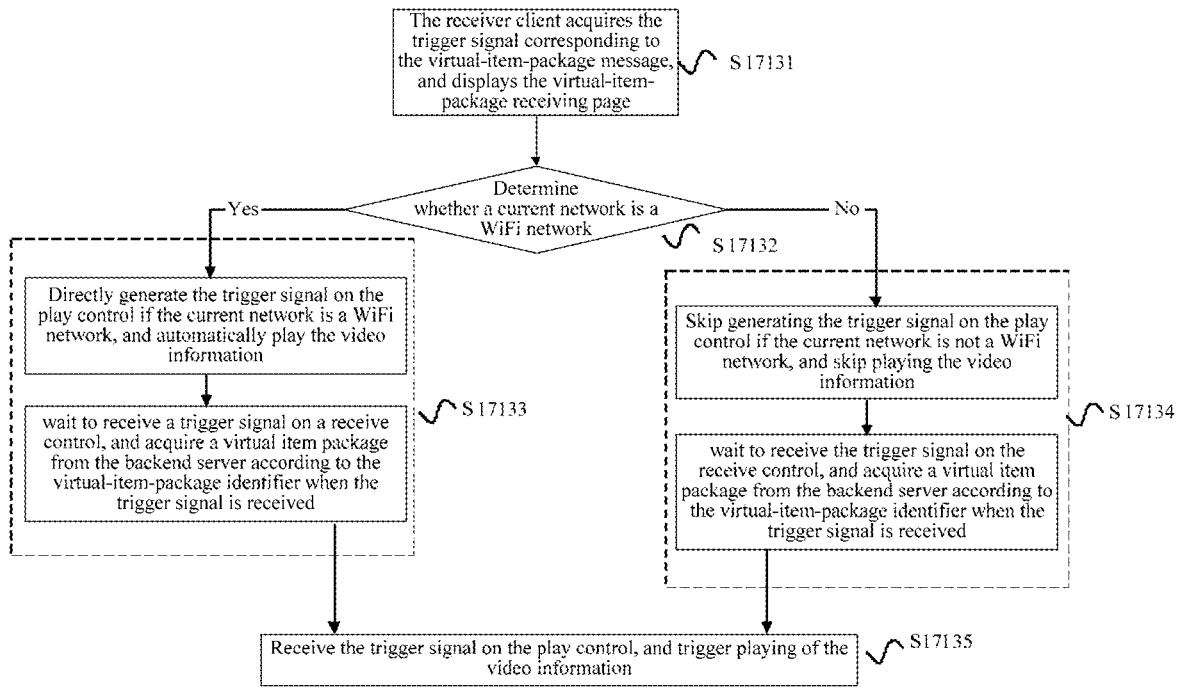 The receiver client acquires the
trigger signal corresponding to
the virtual-item-package message,
and displays the virtual-item-
package receiving page
S17131
Determine
whether a current network is a
WiFi network
S17132
Yes
No
Directly generate the trigger signal on the
play control if the current network is a WiFi
network, and automatically play the video
information
wait to receive a trigger signal on a receive
control, and acquire a virtual item package
from the backend server according to the
virtual-item-package identifier when the
trigger signal is received
S17133
Skip generating the trigger signal on the play
control if the current network is not a WiFi
network, and skip playing the video
information
wait to receive the trigger signal on the
receive control, and acquire a virtual item
package from the backend server according to
the virtual-item-package identifier when the
trigger signal is received
S17134
Receive the trigger signal on the play control, and trigger playing of the
video information
S17135